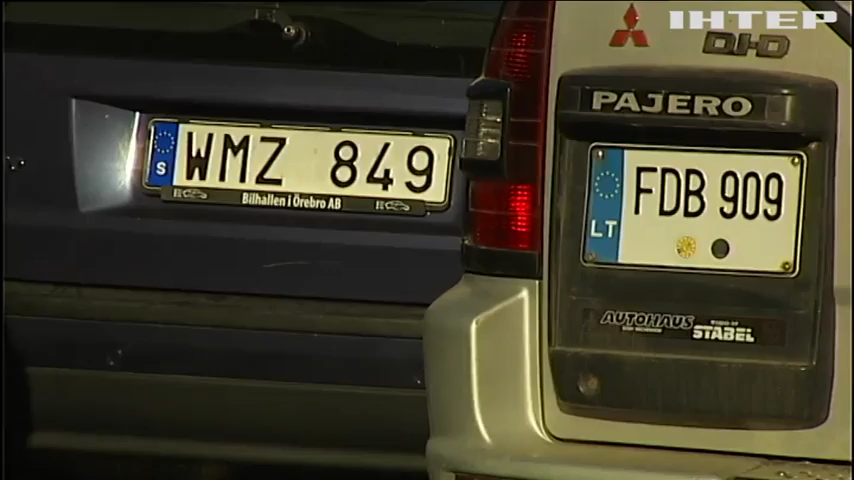 ІНТЕР
DI-D
PAJERO
S
WMZ 849
Bilhallen i Örebro AB
LT
FDB 909
AUTOHAUS
STABEL